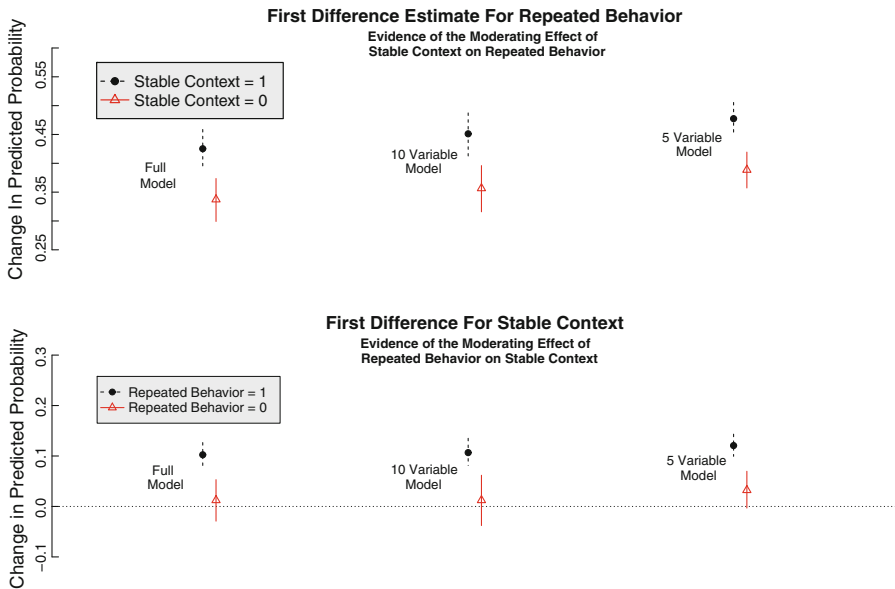 First Difference Estimate For Repeated Behavior
Evidence of the Moderating Effect of
Stable Context on Repeated Behavior
Change In Predicted Probability
0.55
0.45
0.35
0.25
Stable Context = 1
Stable Context = 0
Full
Model
10 Variable
Model
5 Variable
Model
First Difference For Stable Context
Evidence of the Moderating Effect of
Repeated Behavior on Stable Context
Change in Predicted Probability
0.3
0.2
0.1
0.0
−0.1
Repeated Behavior = 1
Repeated Behavior = 0
Full
Model
10 Variable
Model
5 Variable
Model